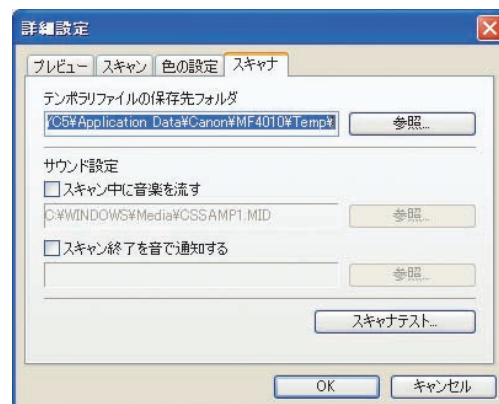 詳細設定
プレビュー スキャン 色の設定 スキャナ
テンポラリファイルの保存先フォルダ
YC5¥Application Data¥Canon¥MF4010¥Temp¥ 参照...
サウンド設定
スキャン中に音楽を流す
C:¥WINDOWS¥Media¥CSSAMP1.MID 参照...
スキャン終了を音で通知する
参照...
スキャナテスト...
OK キャンセル